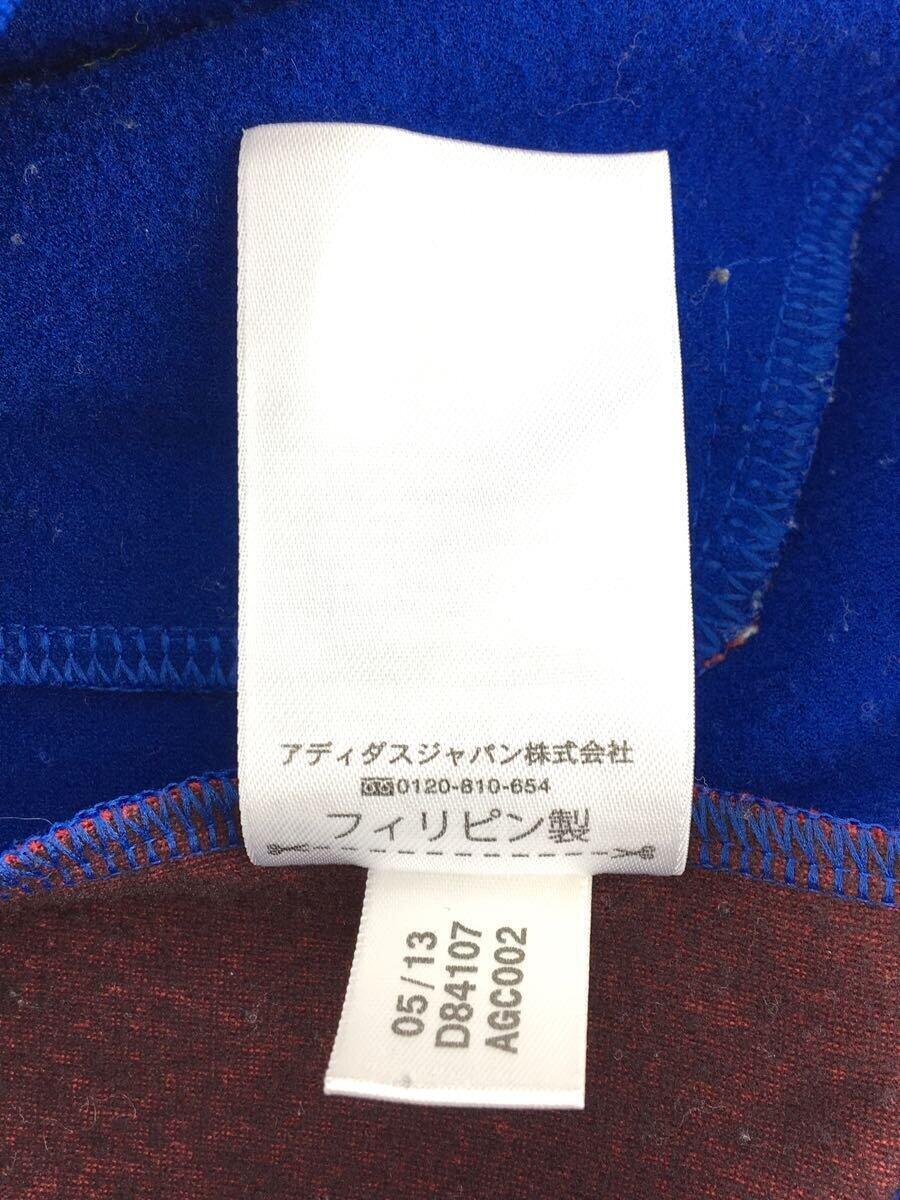 アディダスジャパン株式会社
0120-810-654
フィリピン製
05/13
D84107
AGC002